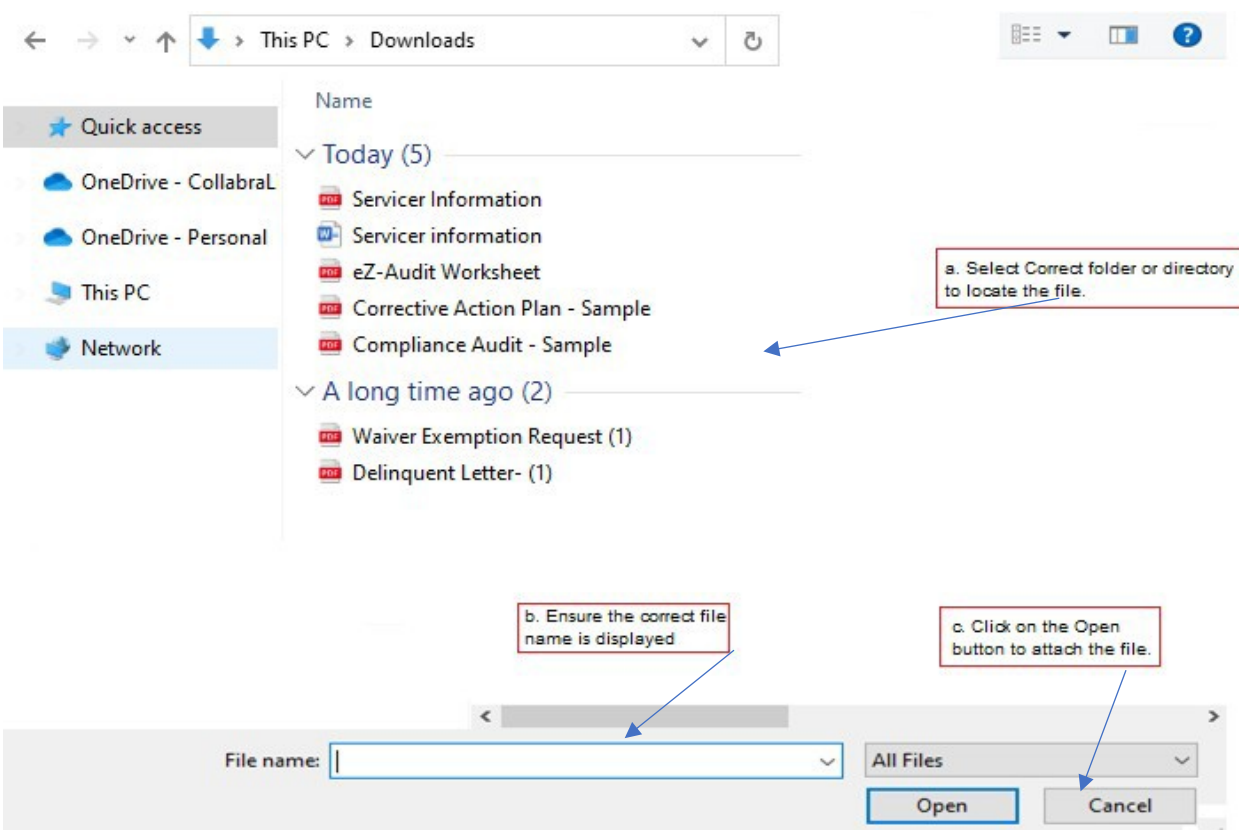 This PC > Downloads
Name
Quick access
Today (5)
OneDrive - CollabraL
Servicer Information
Servicer information
OneDrive - Personal
eZ-Audit Worksheet
a. Select Correct folder or directory
to locate the file.
This PC
Corrective Action Plan - Sample
Network
Compliance Audit - Sample
A long time ago (2)
Waiver Exemption Request (1)
Delinquent Letter- (1)
b. Ensure the correct file
name is displayed
c. Click on the Open
button to attach the file.
File name:
All Files
Open
Cancel